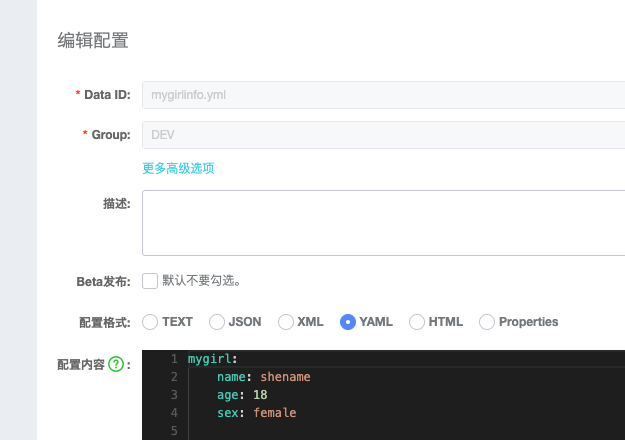 编辑配置
* Data ID: mygirlinfo.yml
* Group: DEV
更多高级选项
描述:
Beta发布: 默认不要勾选。
配置格式: TEXT JSON XML YAML HTML Properties
配置内容 ? :
1 mygirl:
2 name: shename
3 age: 18
4 sex: female
5